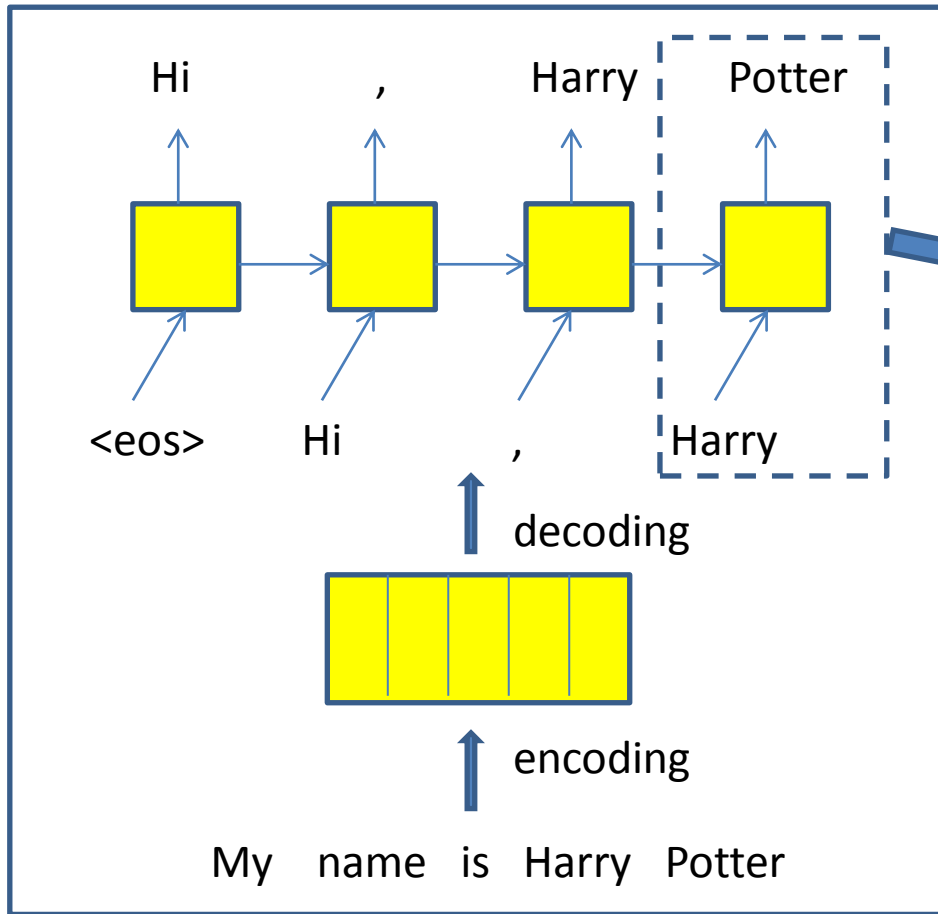 Hi , Harry Potter
<eos> Hi , Harry
decoding
encoding
My name is Harry Potter